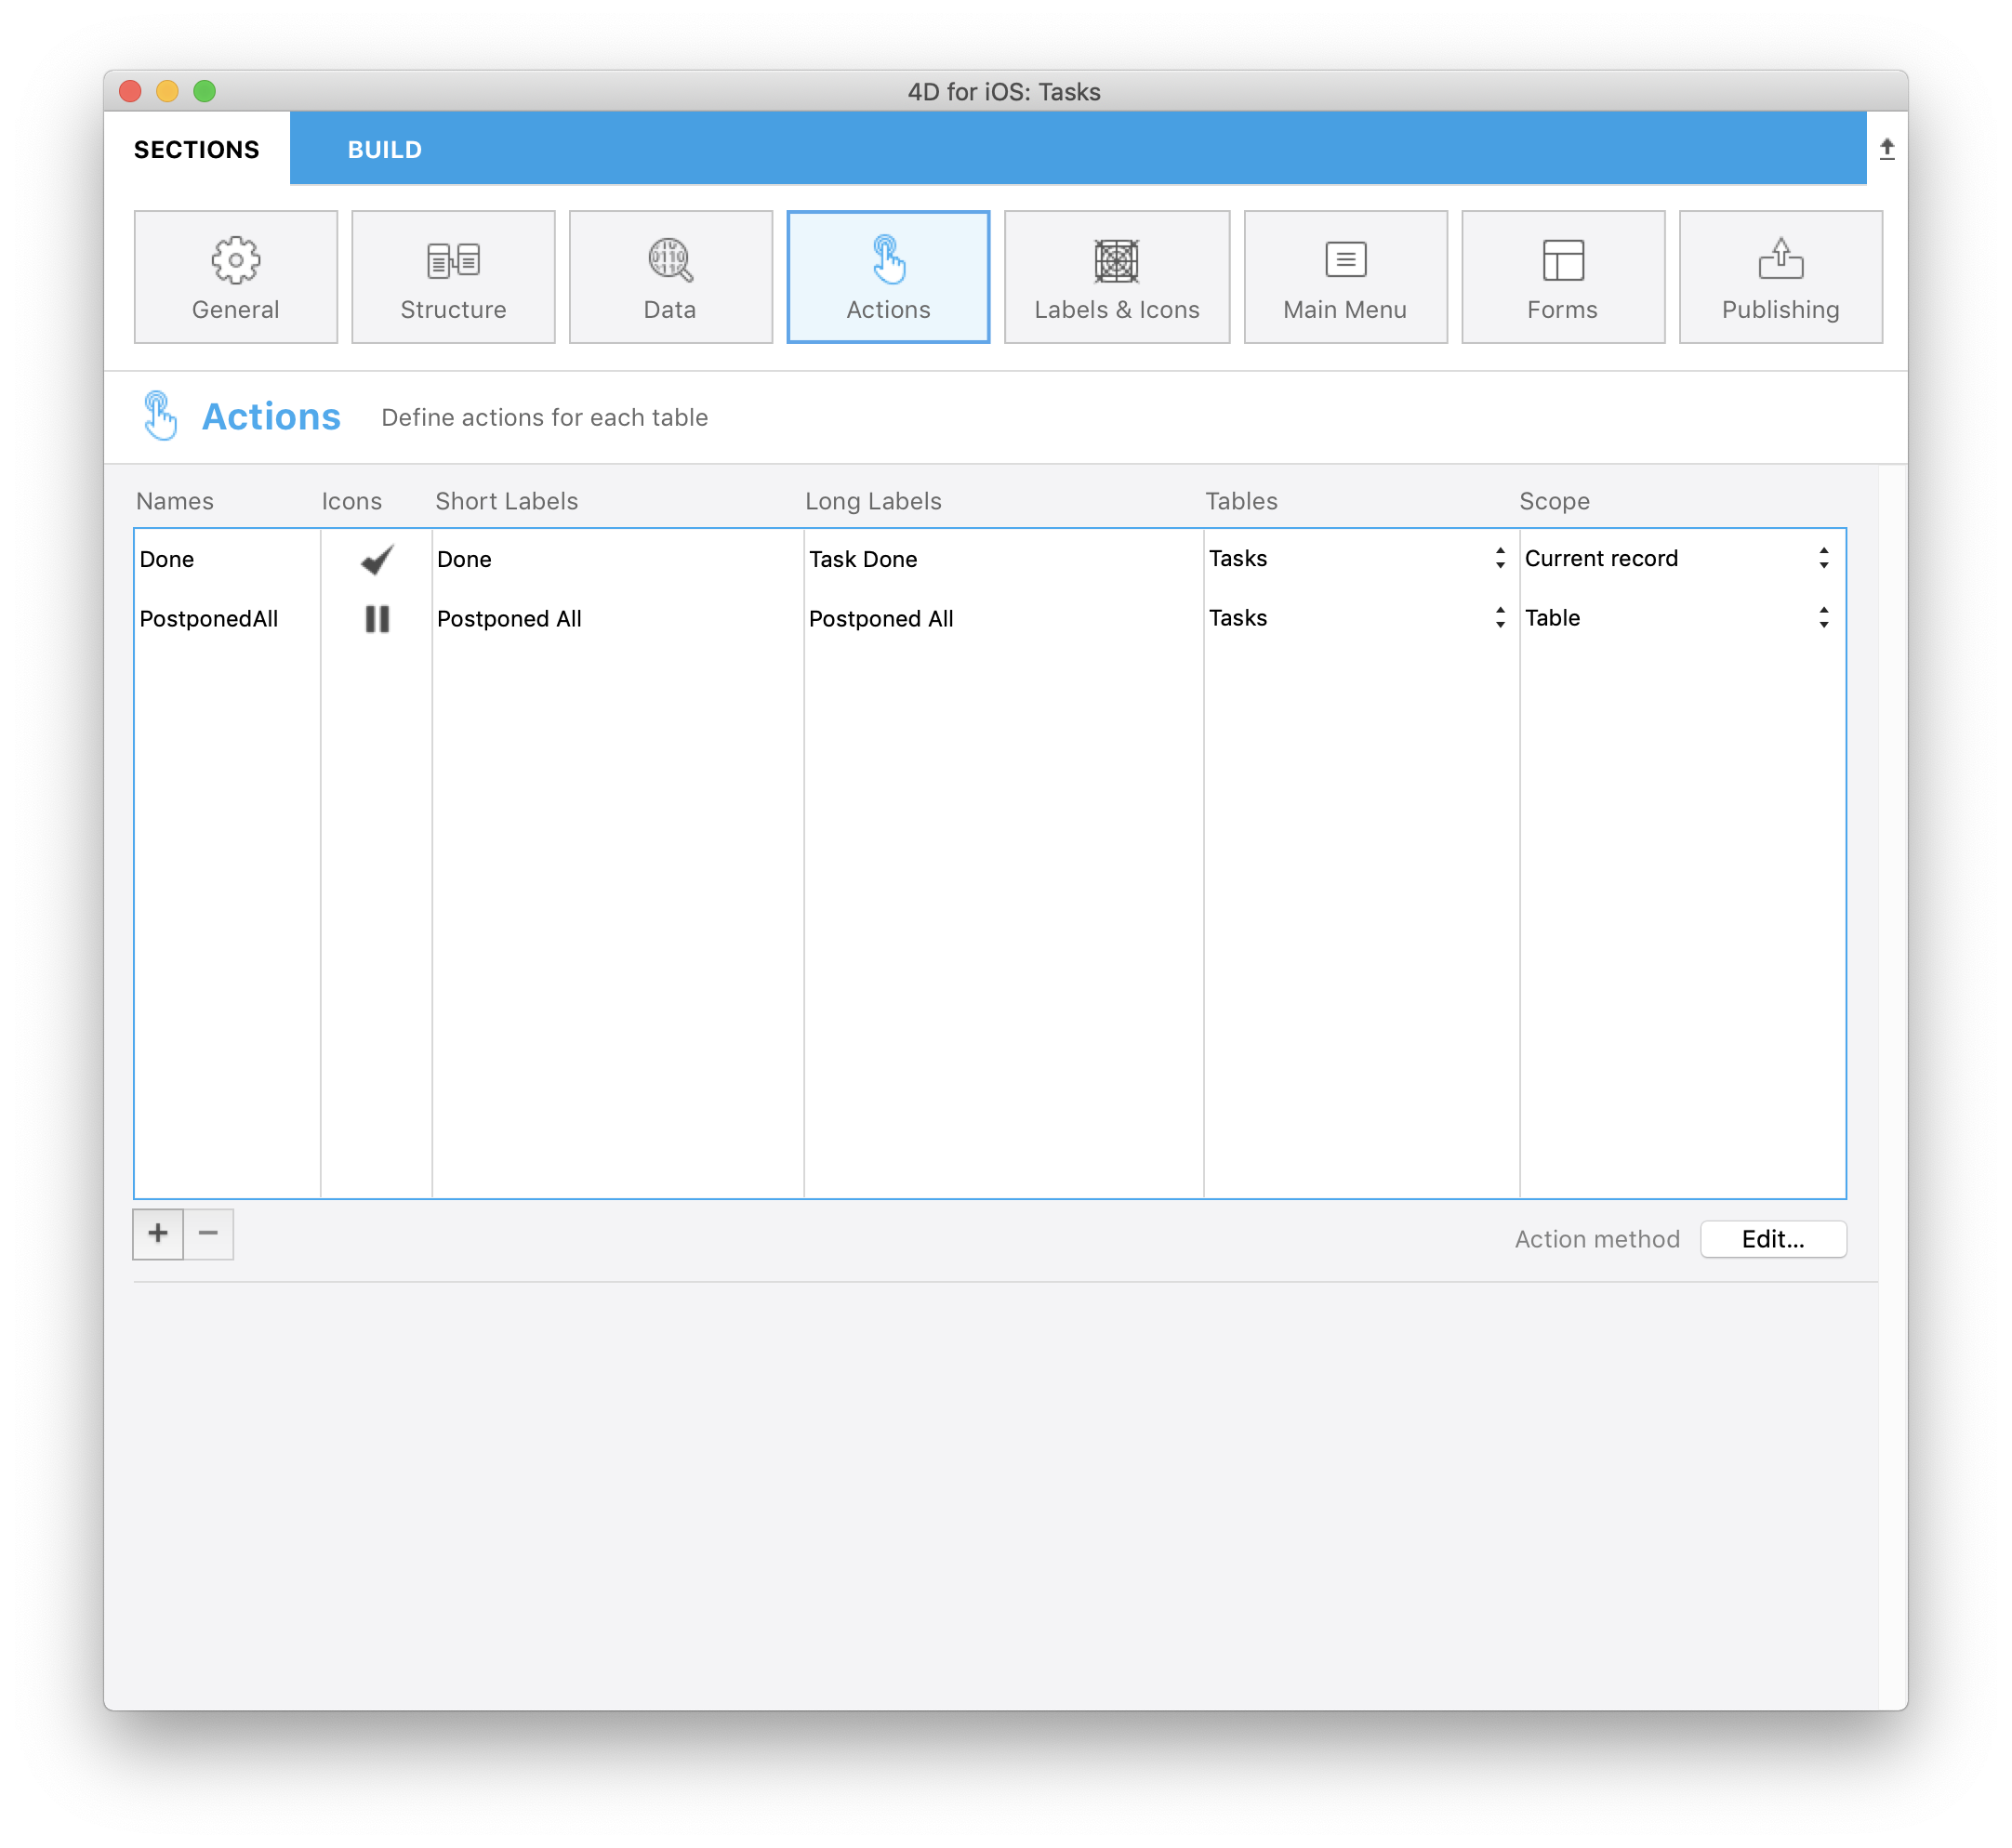 4D for iOS: Tasks
SECTIONS BUILD
General Structure Data Actions Labels & Icons Main Menu Forms Publishing
Actions Define actions for each table
Names Icons Short Labels Long Labels Tables Scope
Done Done Task Done Tasks Current record
PostponedAll Postponed All Postponed All Tasks Table
+ − Action method Edit...